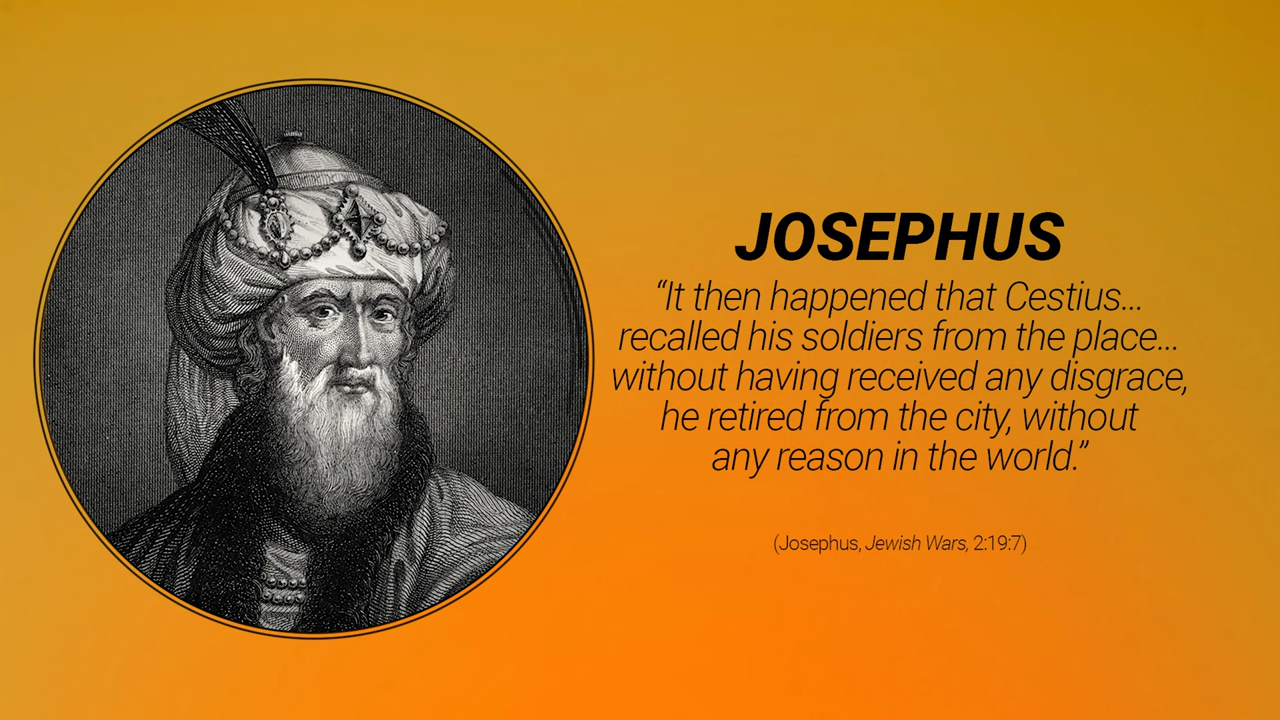 JOSEPHUS
“It then happened that Cestius...
recalled his soldiers from the place...
without having received any disgrace,
he retired from the city, without
any reason in the world.”
(Josephus, Jewish Wars, 2:19:7)